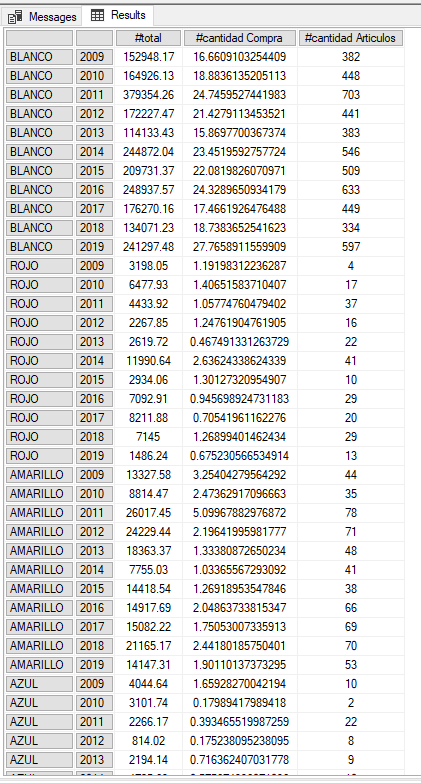 Messages Results
#total #cantidad Compra #cantidad Articulos
BLANCO 2009 152948.17 16.6609103254409 382
BLANCO 2010 164926.13 18.8836135205113 448
BLANCO 2011 379354.26 24.7459527441983 703
BLANCO 2012 172227.47 21.4279113453521 441
BLANCO 2013 114133.43 15.8697700367374 383
BLANCO 2014 244872.04 23.4519592757724 546
BLANCO 2015 209731.37 22.0819826070971 509
BLANCO 2016 248937.57 24.3289650934179 633
BLANCO 2017 176270.16 17.4661926476488 449
BLANCO 2018 134071.23 18.7383652541623 334
BLANCO 2019 241297.48 27.7658911559909 597
ROJO 2009 3198.05 1.19198312236287 4
ROJO 2010 6477.93 1.40651583710407 17
ROJO 2011 4433.92 1.05774760479402 37
ROJO 2012 2267.85 1.24761904761905 16
ROJO 2013 2619.72 0.467491331263729 22
ROJO 2014 11990.64 2.63624338624339 41
ROJO 2015 2934.06 1.30127320954907 10
ROJO 2016 7092.91 0.945698924731183 29
ROJO 2017 8211.88 0.70541961162276 20
ROJO 2018 7145 1.26899401462434 29
ROJO 2019 1486.24 0.675230566534914 13
AMARILLO 2009 13327.58 3.25404279564292 44
AMARILLO 2010 8814.47 2.47362917096663 35
AMARILLO 2011 26017.45 5.09967882976872 78
AMARILLO 2012 24229.44 2.19641995981777 71
AMARILLO 2013 18363.37 1.33380872650234 48
AMARILLO 2014 7755.03 1.03365567293092 41
AMARILLO 2015 14418.54 1.26918953547846 38
AMARILLO 2016 14917.69 2.04863733815347 66
AMARILLO 2017 15082.22 1.75053007335913 69
AMARILLO 2018 21165.17 2.44180185750401 70
AMARILLO 2019 14147.31 1.90110137373295 53
AZUL 2009 4044.64 1.65928270042194 10
AZUL 2010 3101.74 0.17989417989418 2
AZUL 2011 2266.17 0.393465519987259 22
AZUL 2012 814.02 0.175238095238095 8
AZUL 2013 2194.14 0.716362407031778 9